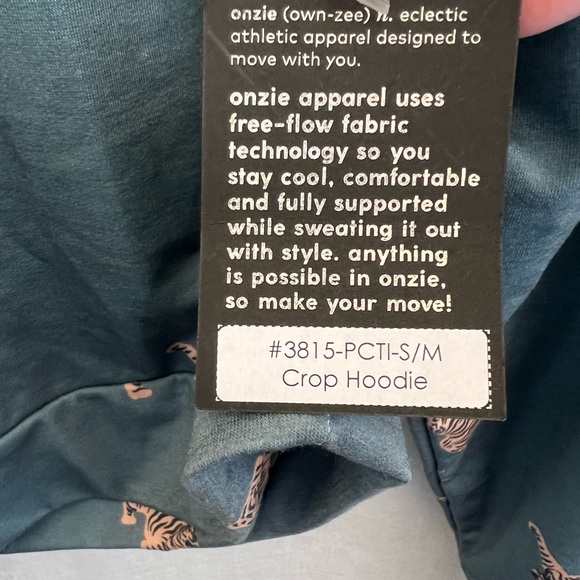 onzie (own-zee) n. eclectic
athletic apparel designed to
move with you.
onzie apparel uses
free-flow fabric
technology so you
stay cool, comfortable
and fully supported
while sweating it out
with style. anything
is possible in onzie,
so make your move!
#3815-PCTI-S/M
Crop Hoodie